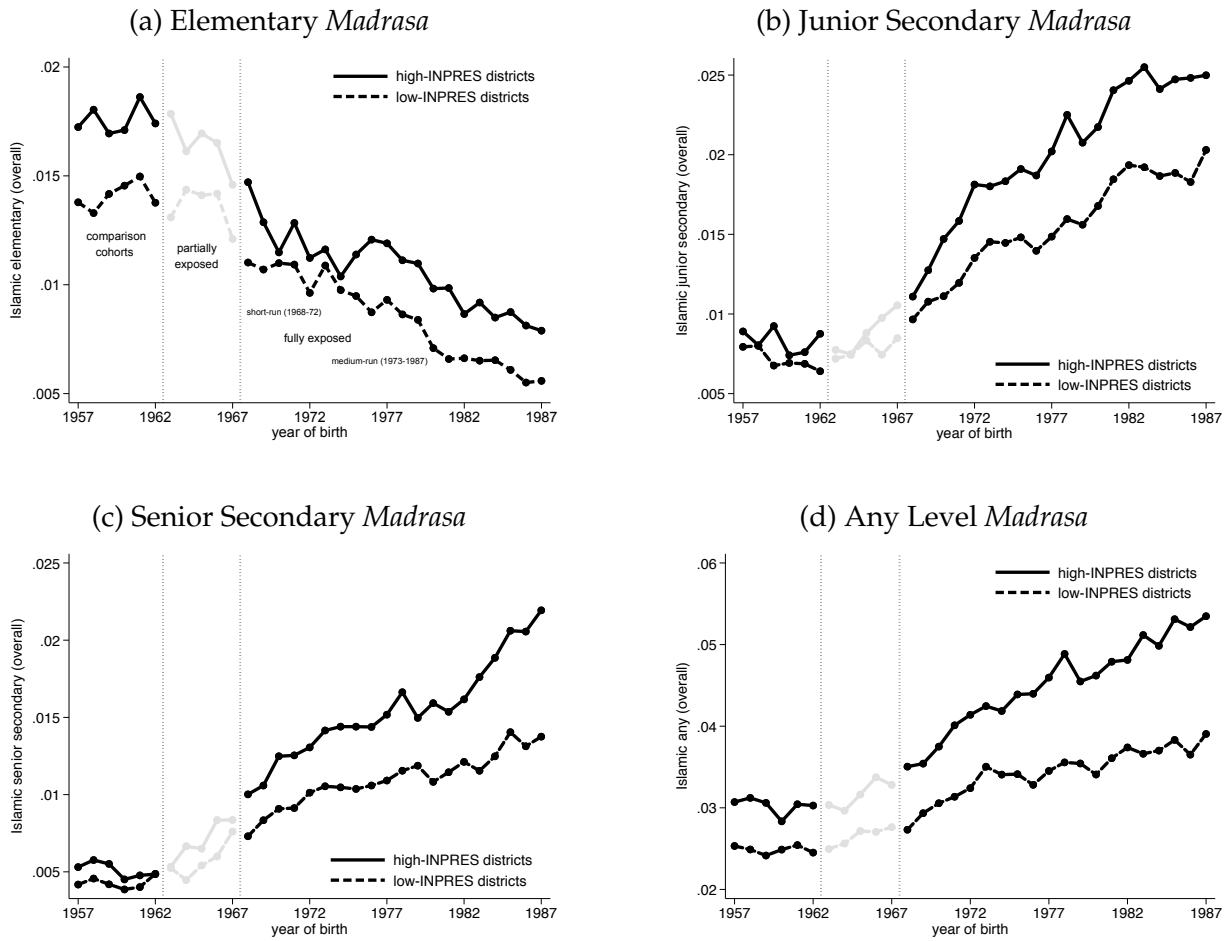 (a) Elementary Madrasa
.02
.015
.01
.005
Islamic elementary (overall)
high-INPRES districts
low-INPRES districts
comparison
cohorts
partially
exposed
short-run (1968-72)
fully exposed
medium-run (1973-1987)
1957 1962 1967 1972 1977 1982 1987
year of birth
(b) Junior Secondary Madrasa
.025
.02
.015
.01
.005
Islamic junior secondary (overall)
high-INPRES districts
low-INPRES districts
1957 1962 1967 1972 1977 1982 1987
year of birth
(c) Senior Secondary Madrasa
.025
.02
.015
.01
.005
Islamic senior secondary (overall)
high-INPRES districts
low-INPRES districts
1957 1962 1967 1972 1977 1982 1987
year of birth
(d) Any Level Madrasa
.06
.05
.04
.03
.02
Islamic any (overall)
high-INPRES districts
low-INPRES districts
1957 1962 1967 1972 1977 1982 1987
year of birth